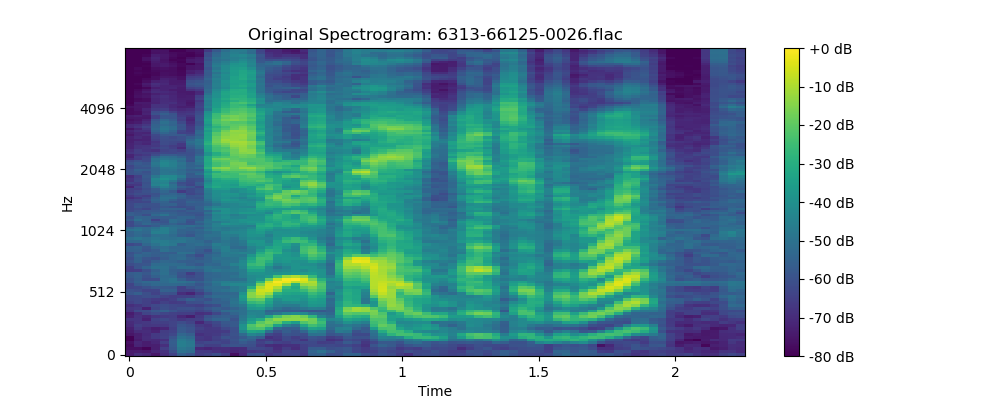 Original Spectrogram: 6313-66125-0026.flac
+0 dB
4096
-10 dB
-20 dB
2048
-30 dB
Hz
1024
-40 dB
-50 dB
512
-60 dB
-70 dB
0
-80 dB
0 0.5 1 1.5 2
Time